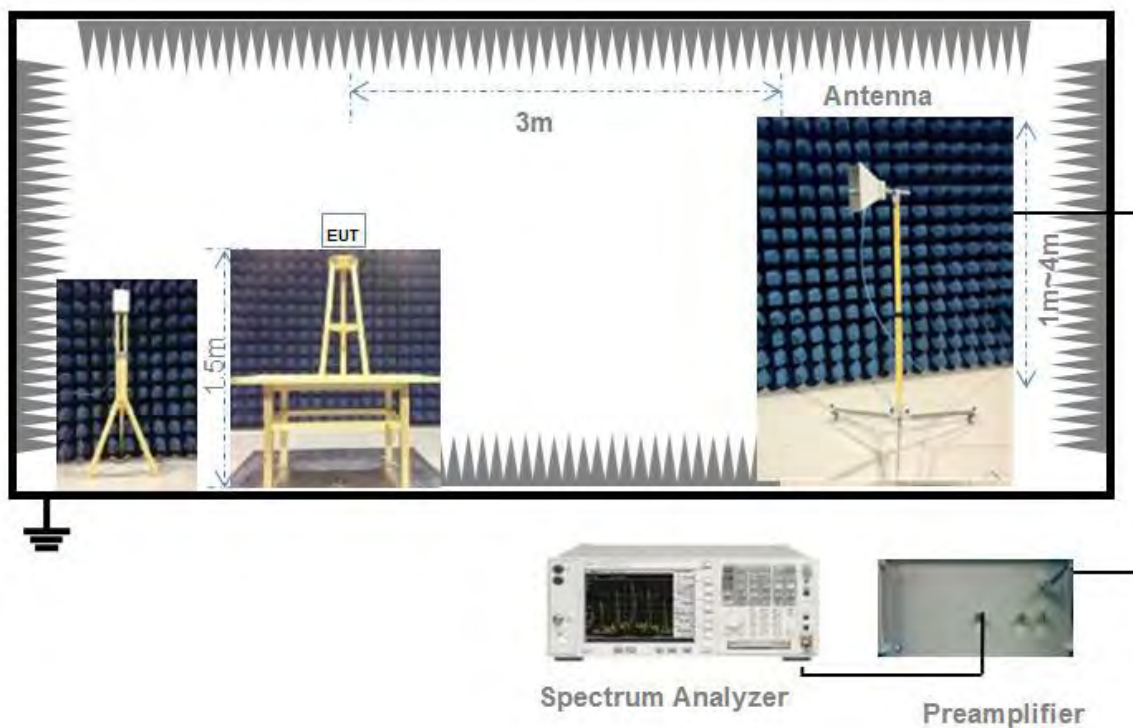 Antenna
3m
EUT
1.5m
1m~4m
Spectrum Analyzer
Preamplifier